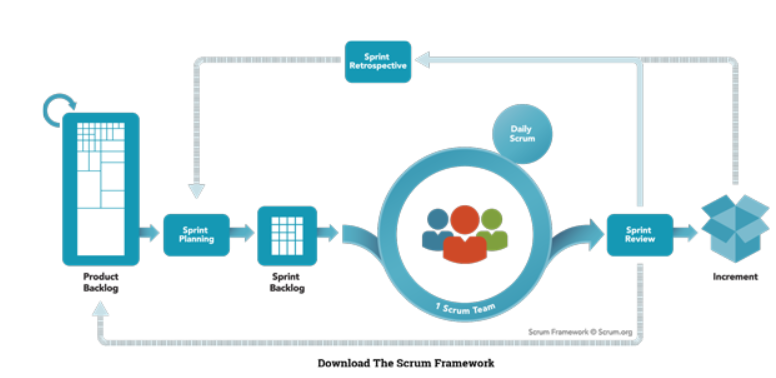 Sprint
Retrospective
Daily
Scrum
Sprint
Planning
Sprint
Review
Product
Backlog
Sprint
Backlog
1 Scrum Team
Increment
Scrum Framework © Scrum.org
Download The Scrum Framework